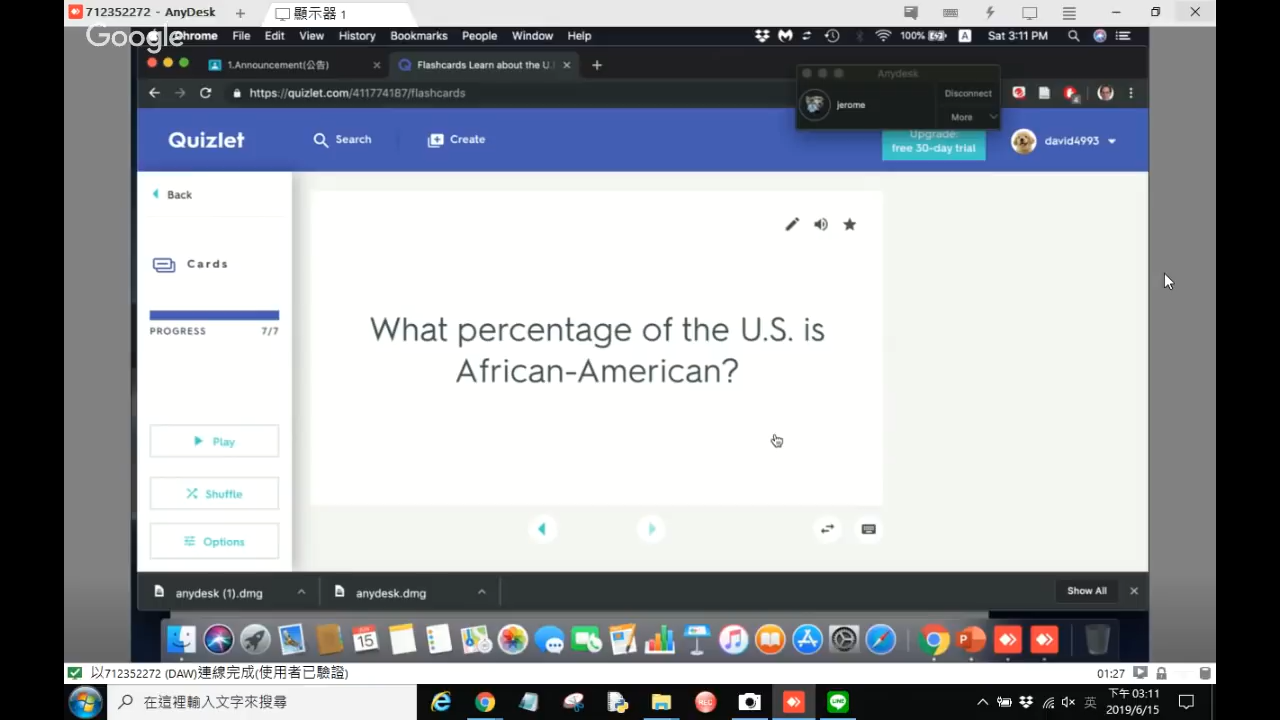 712352272 - AnyDesk
顯示器 1
Google
Chrome File Edit View History Bookmarks People Window Help
100%
A
Sat 3:11 PM
1.Announcement(公告)
Flashcards Learn about the U.
https://quizlet.com/411774187/flashcards
Anydesk
jerome
Disconnect
More
Quizlet
Search
Create
Upgrade:
free 30-day trial
david4993
Back
Cards
PROGRESS 7/7
Play
Shuffle
Options
What percentage of the U.S. is
African-American?
anydesk (1).dmg
anydesk.dmg
Show All
15
以712352272 (DAW)連線完成(使用者已驗證)
01:27
在這裡輸入文字來搜尋
REC
LINE
英
下午 03:11
2019/6/15